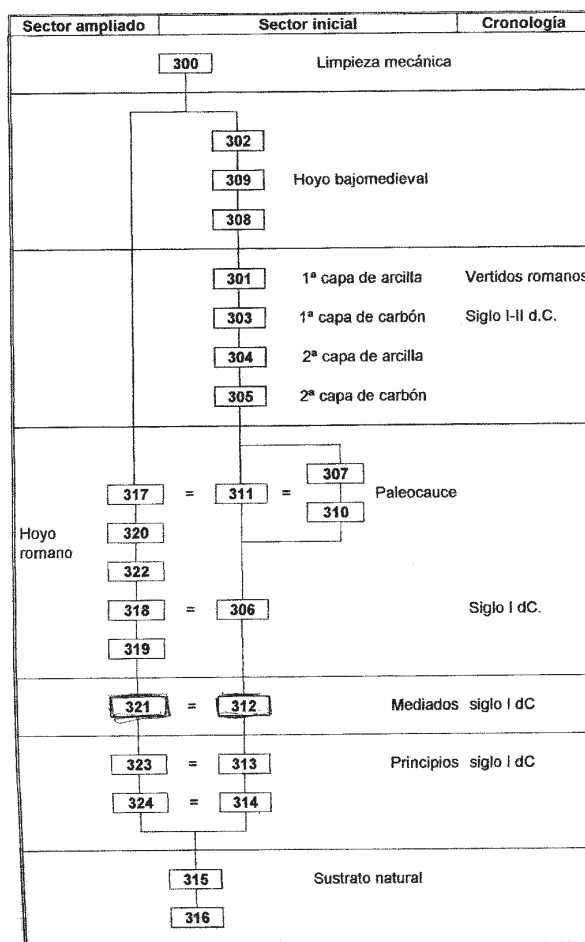 Sector ampliado Sector inicial Cronología
300 Limpieza mecánica
302
309 Hoyo bajomedieval
308
301 1ª capa de arcilla Vertidos romanos
303 1ª capa de carbón Siglo I-II d.C.
304 2ª capa de arcilla
305 2ª capa de carbón
307
317 = 311 = Paleocauce
310
Hoyo romano
320
322
318 = 306 Siglo I dC.
319
321 = 312 Mediados siglo I dC
323 = 313 Principios siglo I dC
324 = 314
315 Sustrato natural
316